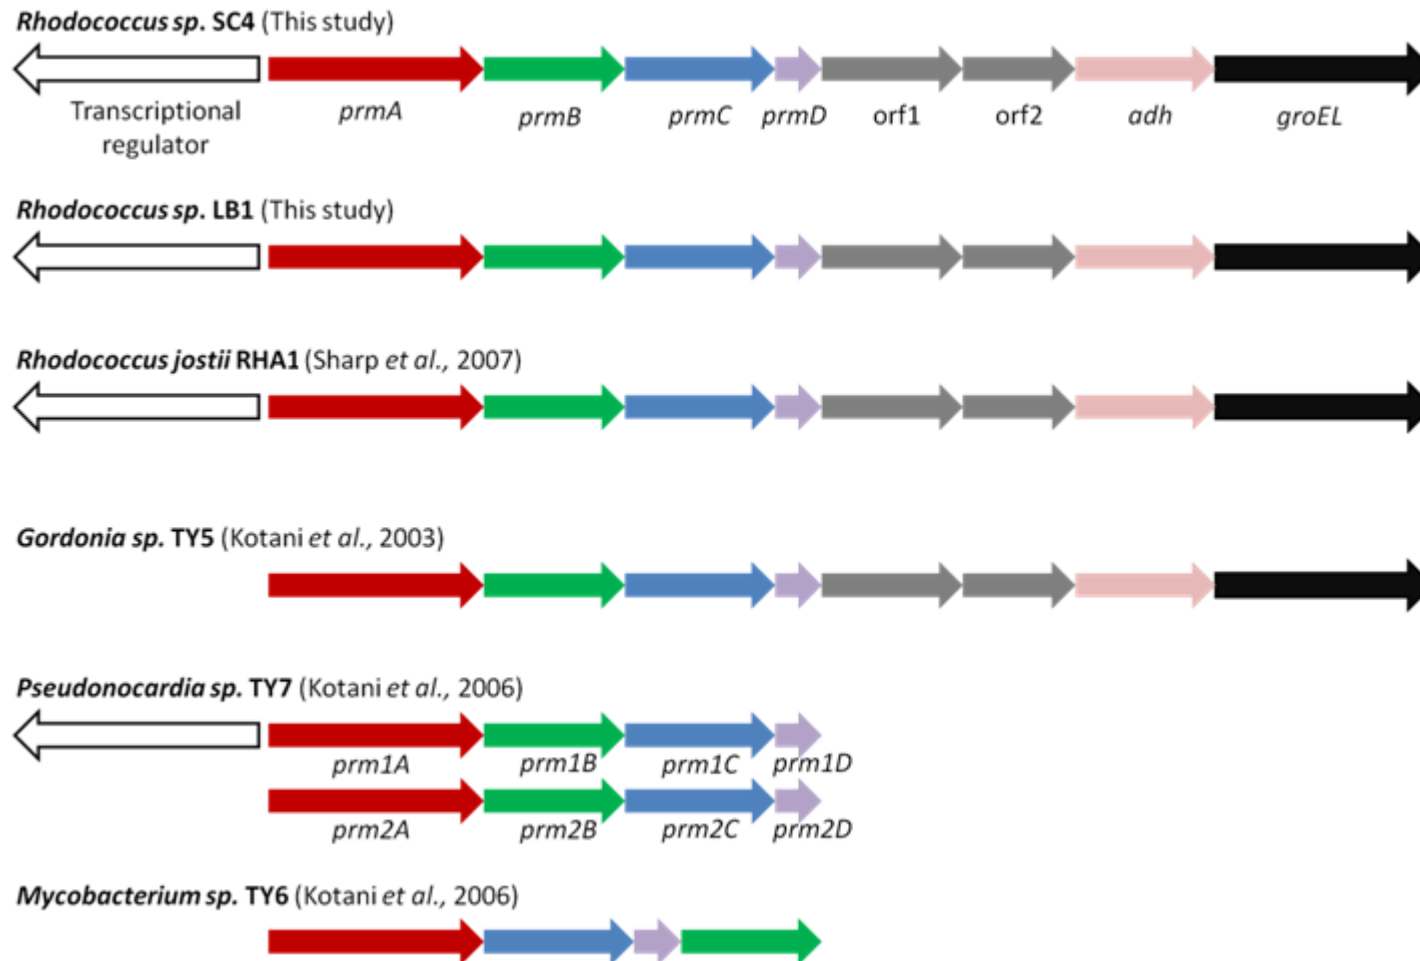 Rhodococcus sp. SC4 (This study)
Transcriptional regulator
prmA
prmB
prmC
prmD
orf1
orf2
adh
groEL
Rhodococcus sp. LB1 (This study)
Rhodococcus jostii RHA1 (Sharp et al., 2007)
Gordonia sp. TY5 (Kotani et al., 2003)
Pseudonocardia sp. TY7 (Kotani et al., 2006)
prm1A
prm1B
prm1C
prm1D
prm2A
prm2B
prm2C
prm2D
Mycobacterium sp. TY6 (Kotani et al., 2006)